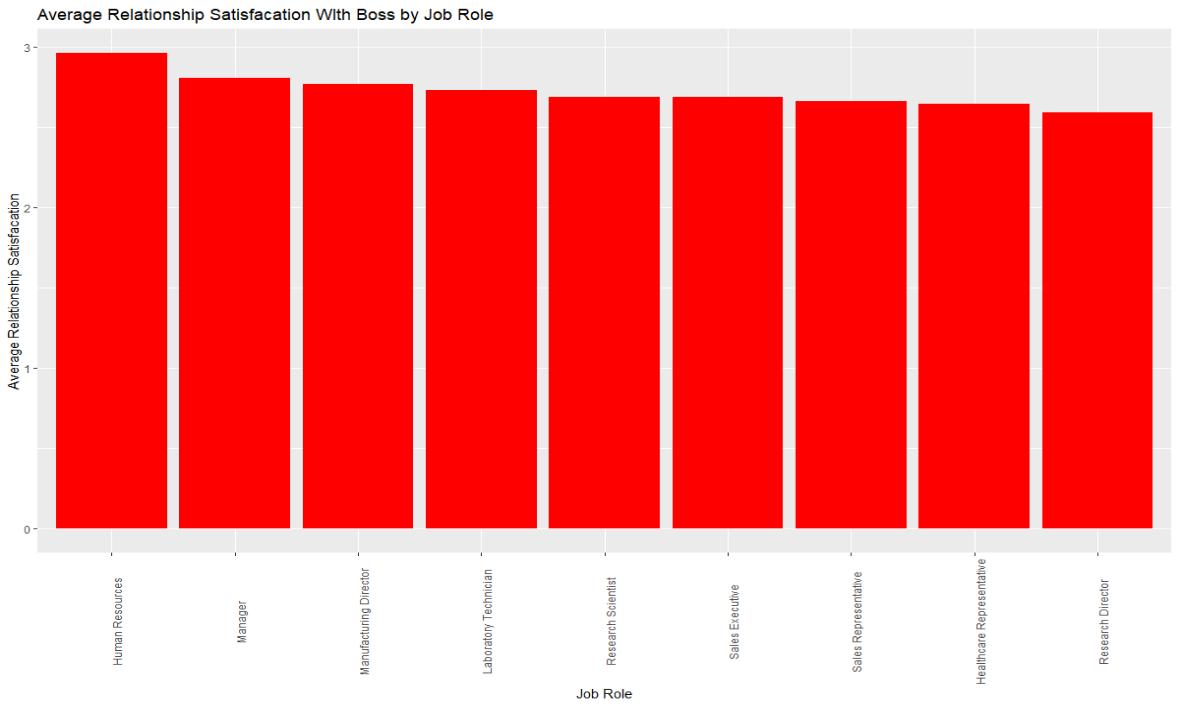 Average Relationship Satisfacation WIth Boss by Job Role
Average Relationship Satisfacation
3
2
1
0
Human Resources
Manager
Manufacturing Director
Laboratory Technician
Research Scientist
Sales Executive
Sales Representative
Healthcare Representative
Research Director
Job Role